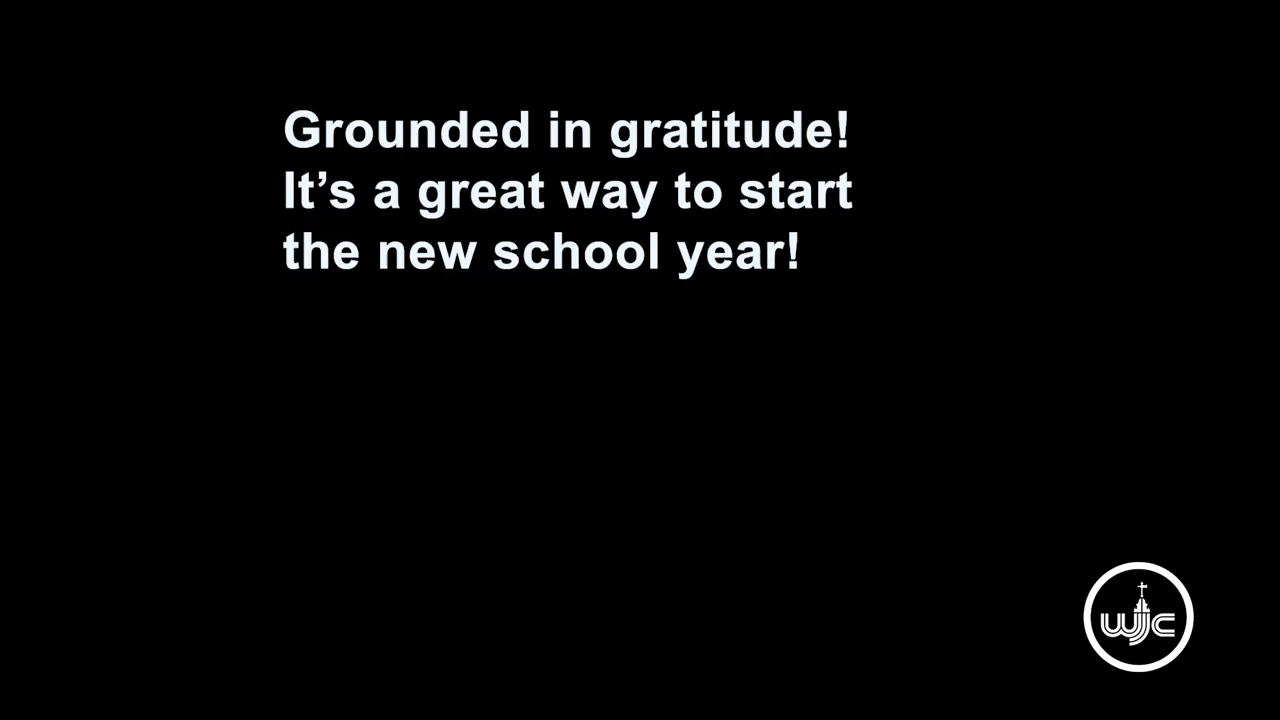 Grounded in gratitude!
It’s a great way to start
the new school year!
wjc